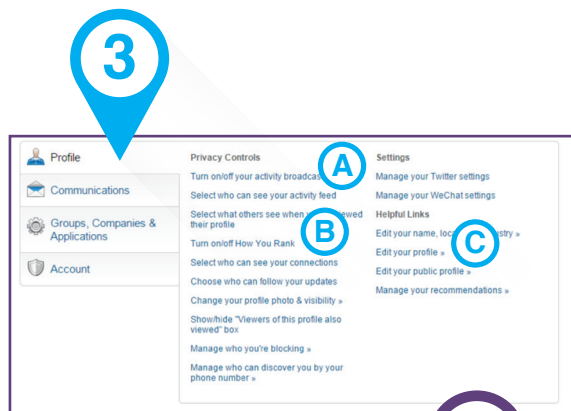 3
Profile
Communications
Groups, Companies &
Applications
Account
Privacy Controls
Turn on/off your activity
A
Select who can see your activity feed
Select what others see when
their profile
B
Turn on/off How You Rank
Select who can see your connections
Choose who can follow your updates
Change your profile photo & visibility »
Show/hide "Viewers of this profile also
viewed" box
Manage who you're blocking »
Manage who can discover you by your
phone number »
Settings
Manage your Twitter settings
Manage your WeChat settings
Helpful Links
Edit your name,
C
Edit your profile »
Edit your public profile »
Manage your recommendations »